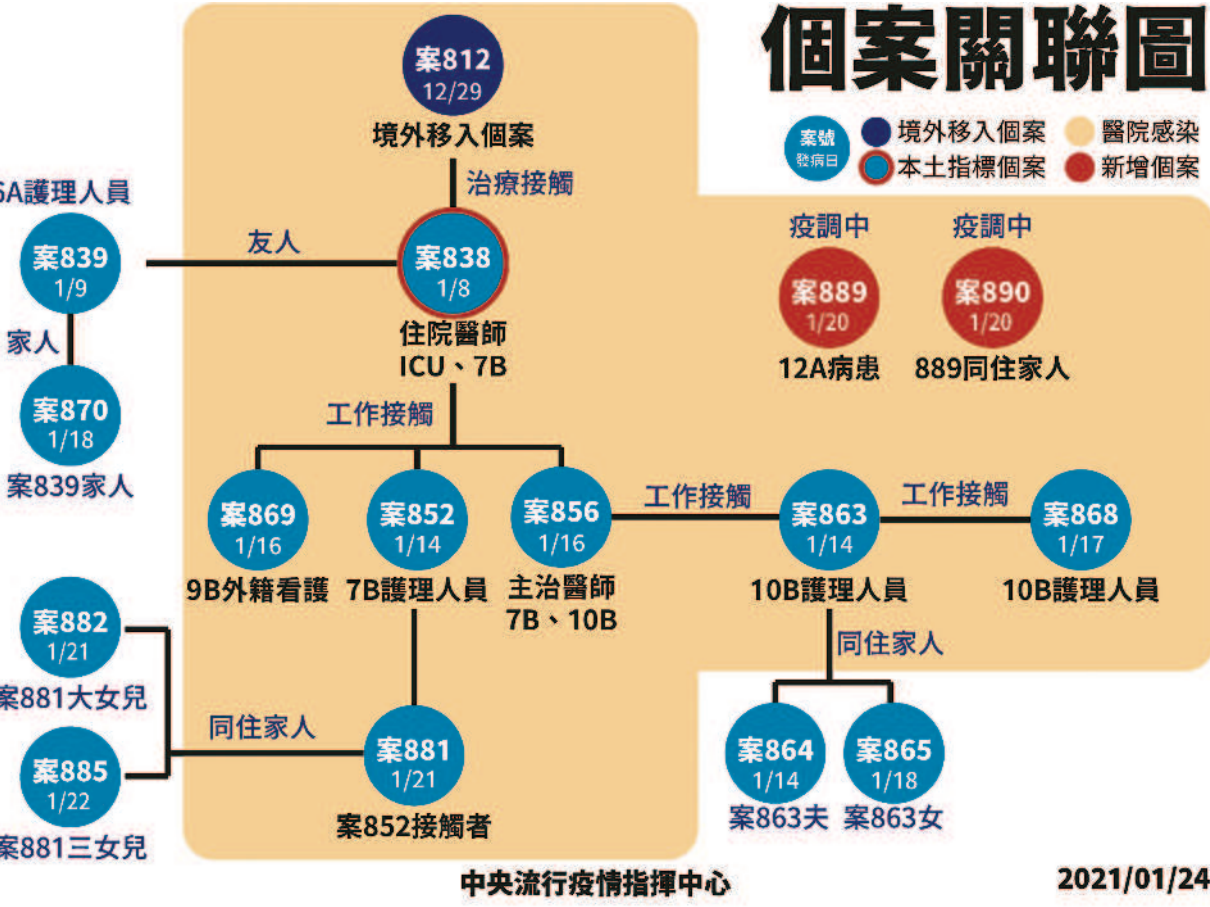 個案關聯圖
案號
發病日
境外移入個案
醫院感染
本土指標個案
新增個案
案812
12/29
境外移入個案
治療接觸
6A護理人員
案839
1/9
友人
案838
1/8
住院醫師
ICU、7B
疫調中
案889
1/20
12A病患
疫調中
案890
1/20
889同住家人
家人
案870
1/18
案839家人
工作接觸
案869
1/16
9B外籍看護
案852
1/14
7B護理人員
案856
1/16
主治醫師
7B、10B
工作接觸
案863
1/14
10B護理人員
工作接觸
案868
1/17
10B護理人員
案882
1/21
案881大女兒
同住家人
案885
1/22
案881三女兒
案881
1/21
案852接觸者
同住家人
案864
1/14
案863夫
案865
1/18
案863女
中央流行疫情指揮中心
2021/01/24